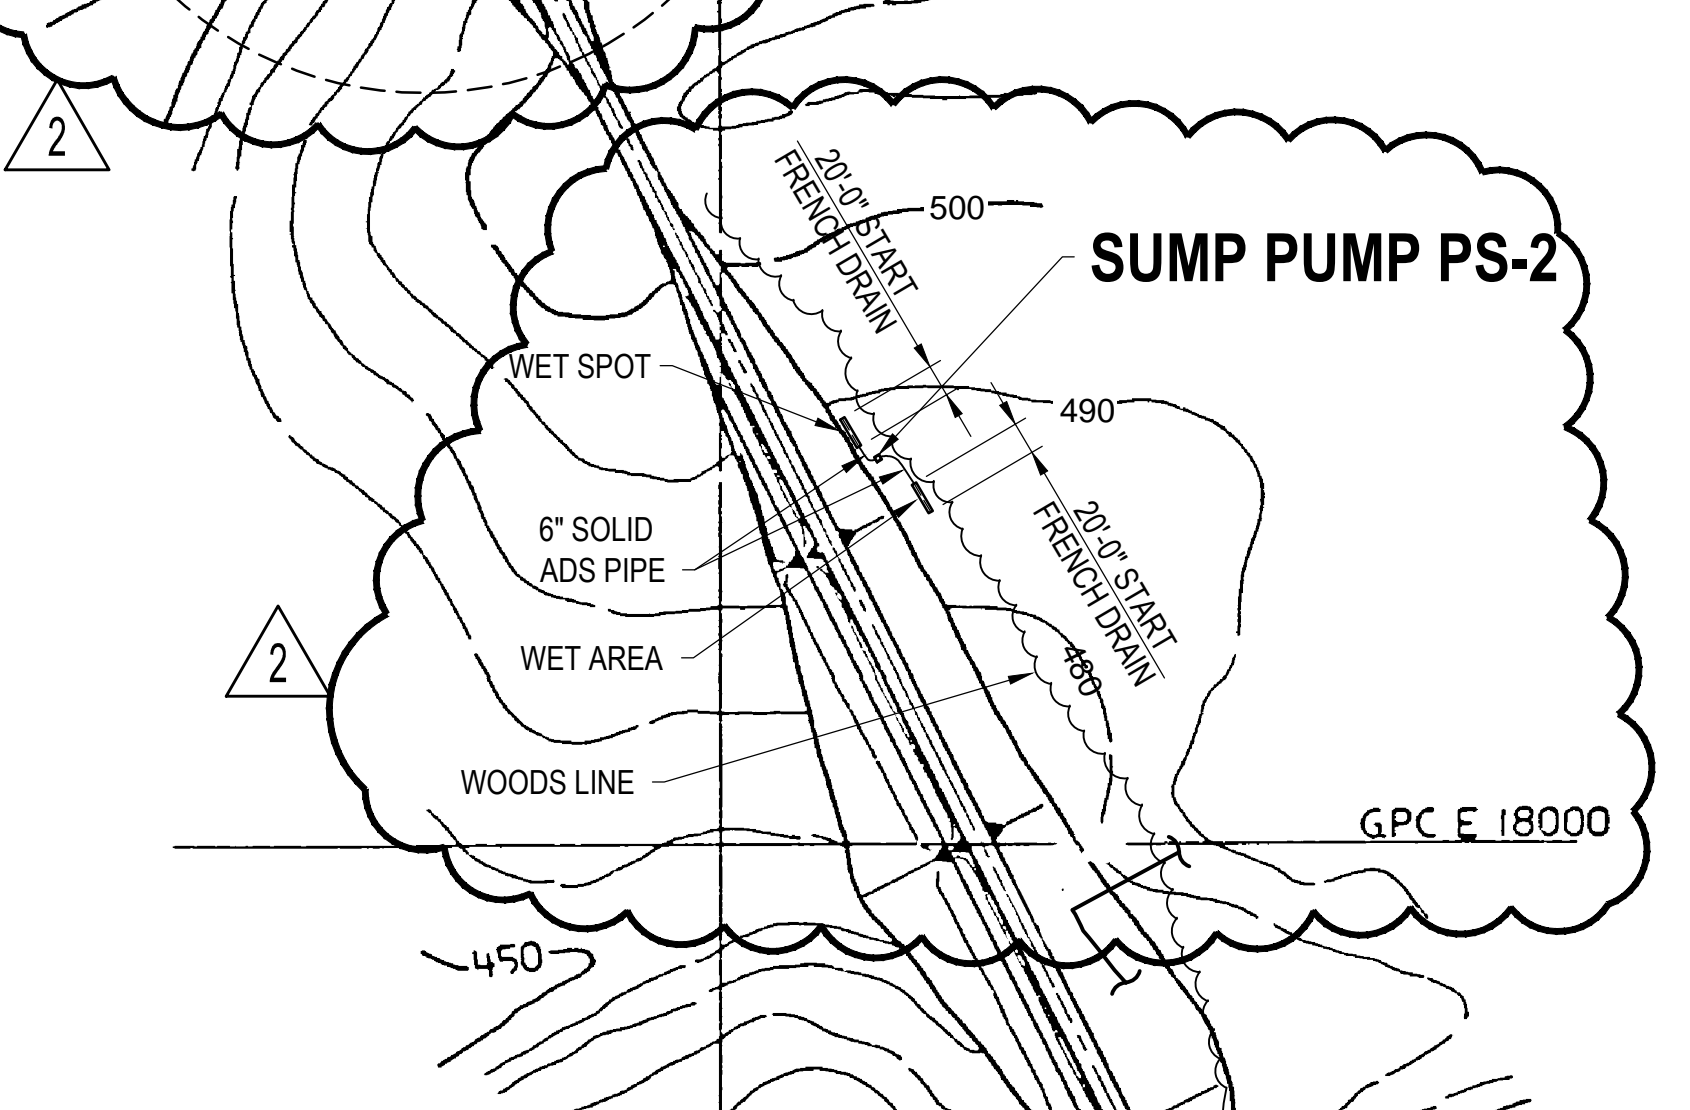 2
20'-0" START
FRENCH DRAIN
500
SUMP PUMP PS-2
WET SPOT
490
6" SOLID
ADS PIPE
20'-0" START
FRENCH DRAIN
WET AREA
480
2
WOODS LINE
GPC E 18000
450